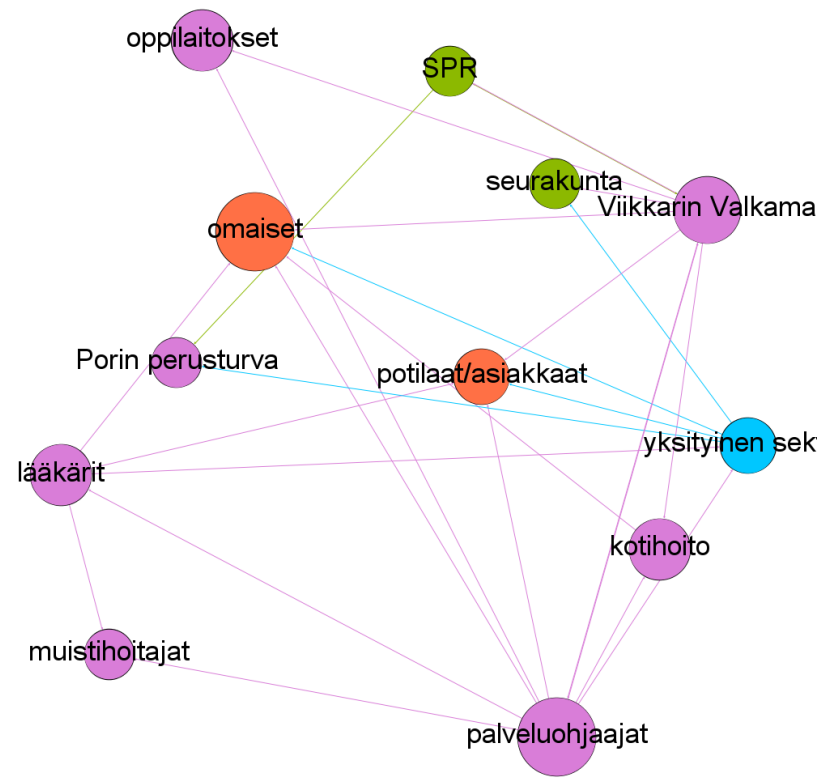 oppilaitokset
SPR
seurakunta
Viikkarin Valkama
omaiset
Porin perusturva
potilaat/asiakkaat
yksityinen sekt
lääkärit
kotihoito
muistihoitajat
palveluohjaajat